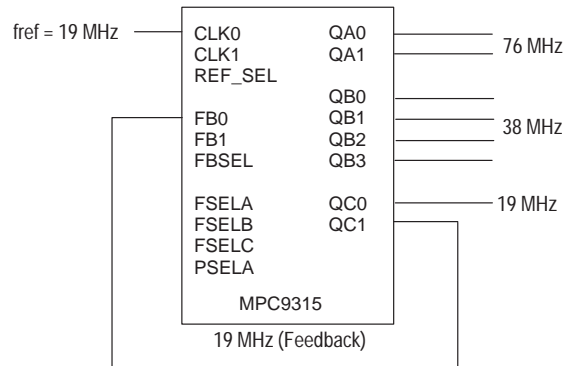 fref = 19 MHz
CLK0
CLK1
REF_SEL
FB0
FB1
FBSEL
FSELA
FSELB
FSELC
PSELA
QA0
QA1
QB0
QB1
QB2
QB3
QC0
QC1
76 MHz
38 MHz
19 MHz
MPC9315
19 MHz (Feedback)